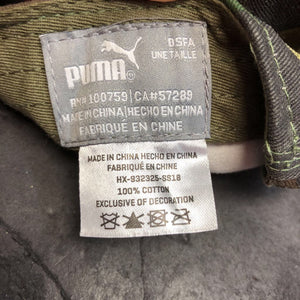 PUMA
OSFA
UNE TAILLE
RN#100759 | CA#57289
MADE IN CHINA | HECHO EN CHINA
FABRIQUÉ EN CHINE
MADE IN CHINA HECHO EN CHINA
FABRIQUÉ EN CHINE
HX-932325-SS18
100% COTTON
EXCLUSIVE OF DECORATION